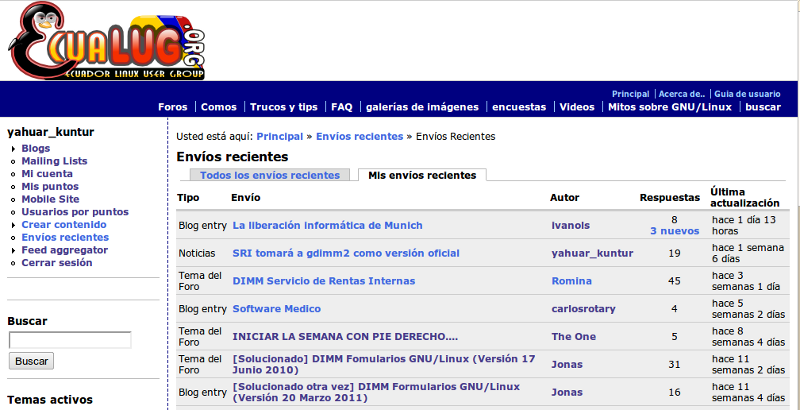 ECUALUG.ORG
ECUADOR LINUX USER GROUP
Principal | Acerca de.. | Guia de usuario
Foros | Comos | Trucos y tips | FAQ | galerías de imágenes | encuestas | Videos | Mitos sobre GNU/Linux | buscar
yahuar_kuntur
Blogs
Mailing Lists
Mi cuenta
Mis puntos
Mobile Site
Usuarios por puntos
Crear contenido
Envíos recientes
Feed aggregator
Cerrar sesión
Buscar
Buscar
Temas activos
Usted está aquí: Principal » Envíos recientes » Envíos Recientes
Envíos recientes
Todos los envíos recientes Mis envíos recientes
Tipo Envío Autor Respuestas Última
actualización
Blog entry La liberación informática de Munich ivanois 8
3 nuevos
hace 1 día 13
horas
Noticias SRI tomará a gdimm2 como versión oficial yahuar_kuntur 19 hace 1 semana
6 días
Tema del
Foro
DIMM Servicio de Rentas Internas Romina 45 hace 3
semanas 1 día
Blog entry Software Medico carlosrotary 4 hace 5
semanas 2 días
Tema del
Foro
INICIAR LA SEMANA CON PIE DERECHO.... The One 5 hace 8
semanas 4 días
Tema del
Foro
[Solucionado] DIMM Fomularios GNU/Linux (Versión 17
Junio 2010)
Jonas 31 hace 11
semanas 2 días
Blog entry [Solucionado otra vez] DIMM Formularios GNU/Linux
(Versión 20 Marzo 2011)
Jonas 16 hace 11
semanas 4 días